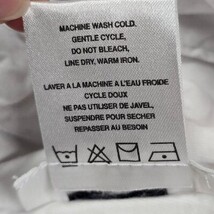 MACHINE WASH COLD.
GENTLE CYCLE,
DO NOT BLEACH,
LINE DRY, WARM IRON.
LAVER A LA MACHINE A L'EAU FROIDE
CYCLE DOUX
NE PAS UTILISER DE JAVEL,
SUSPENDRE POUR SECHER
REPASSER AU BESOIN